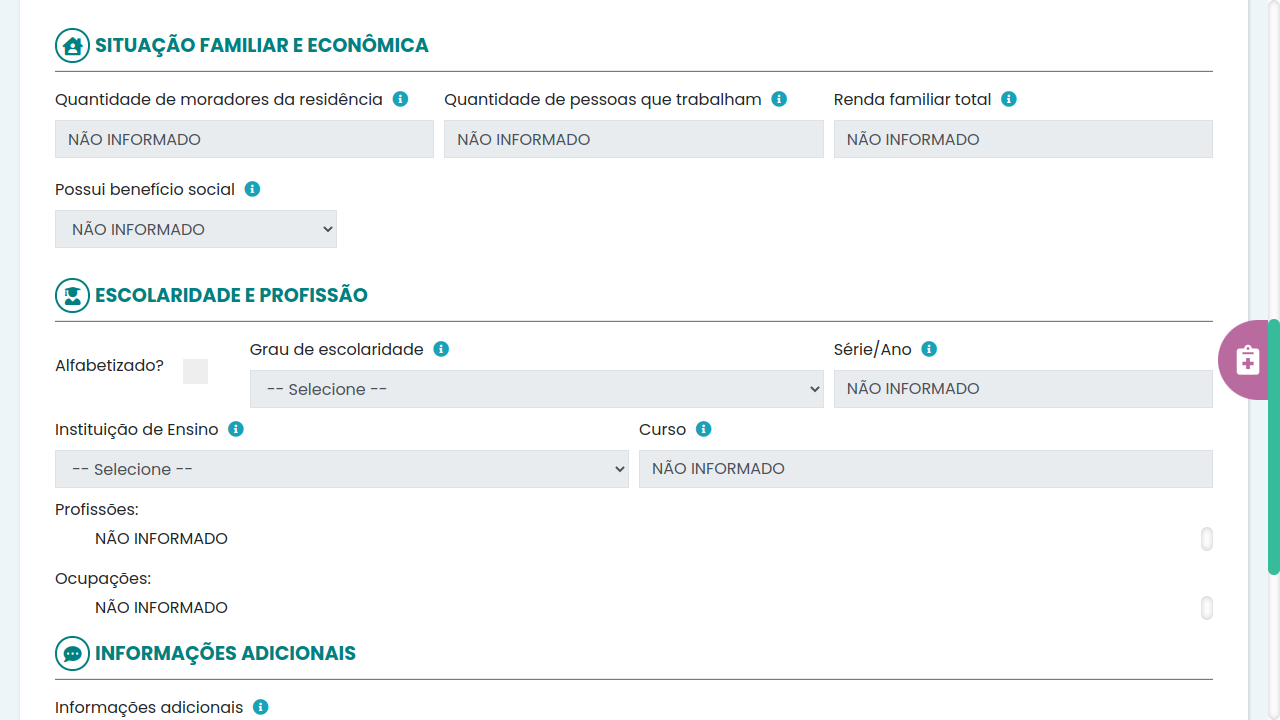 SITUAÇÃO FAMILIAR E ECONÔMICA
Quantidade de moradores da residência
Quantidade de pessoas que trabalham
Renda familiar total
NÃO INFORMADO
NÃO INFORMADO
NÃO INFORMADO
Possui benefício social
NÃO INFORMADO
ESCOLARIDADE E PROFISSÃO
Alfabetizado?
Grau de escolaridade
Série/Ano
-- Selecione --
NÃO INFORMADO
Instituição de Ensino
Curso
-- Selecione --
NÃO INFORMADO
Profissões:
NÃO INFORMADO
Ocupações:
NÃO INFORMADO
INFORMAÇÕES ADICIONAIS
Informações adicionais